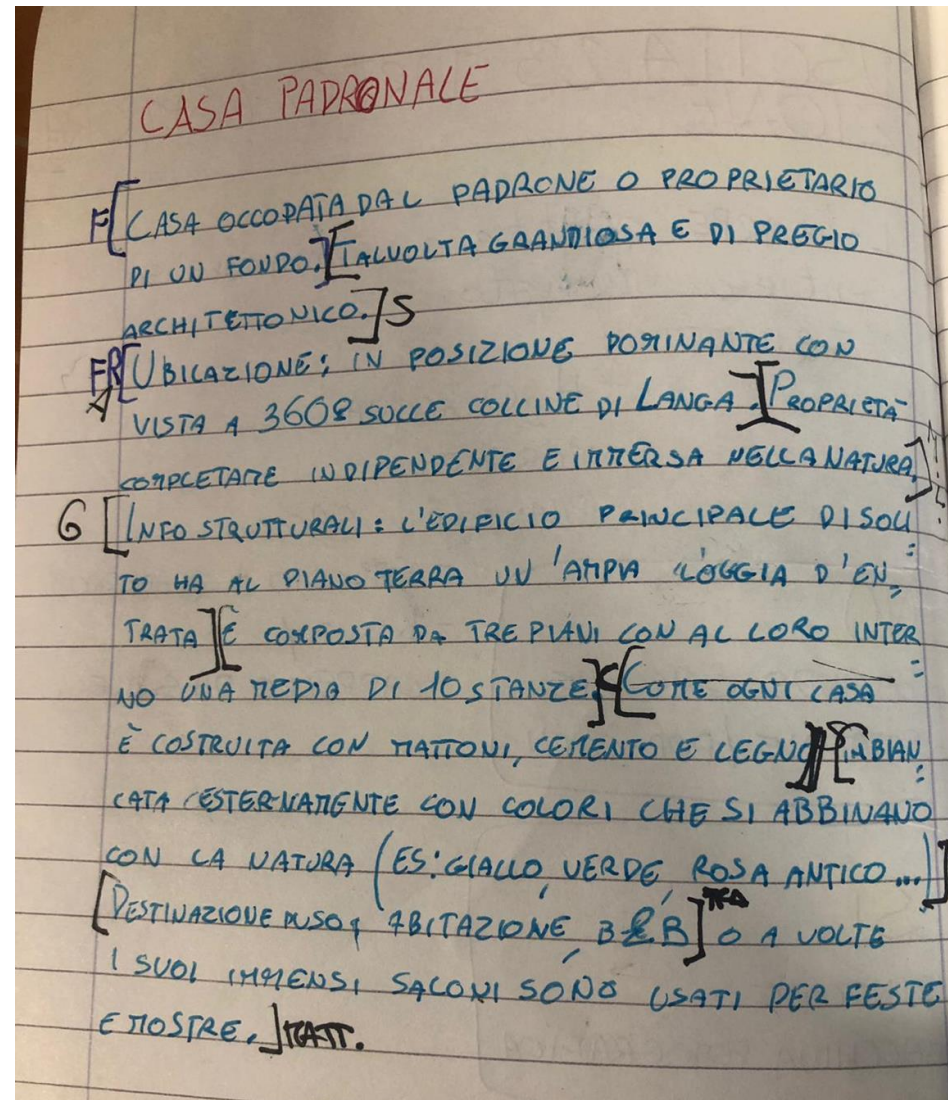 CASA PADRONALE
F[CASA OCCOPATA DAL PADRONE O PROPRIETARIO
DI UN FONDO.][TALVOLTA GRANDIOSA E DI PREGIO
ARCHITETTONICO.]S
FR[UBICAZIONE: IN POSIZIONE DOMINANTE CON
A VISTA A 360° SULLE COLLINE DI LANGA.][PROPRIETÀ
COMPLETAME INDIPENDENTE E IMMERSA NELLA NATURA.]
G [INFO STRUTTURALI: L'EDIFICIO PRINCIPALE DI SOLI=
TO HA AL PIANO TERRA UN'AMPIA LOGGIA D'EN=
TRATA][È COMPOSTA DA TRE PIANI CON AL LORO INTER=
NO UNA MEDIA DI 10 STANZE.][COME OGNI CASA
È COSTRUITA CON MATTONI, CEMENTO E LEGNO][IMBIAN=
CATA ESTERNAMENTE CON COLORI CHE SI ABBINANO
CON LA NATURA (ES: GIALLO, VERDE, ROSA ANTICO...)]
[DESTINAZIONE D'USO: ABITAZIONE, B&B] O A VOLTE
I SUOI IMMENSI SALONI SONO USATI PER FESTE
E MOSTRE.]MATT.